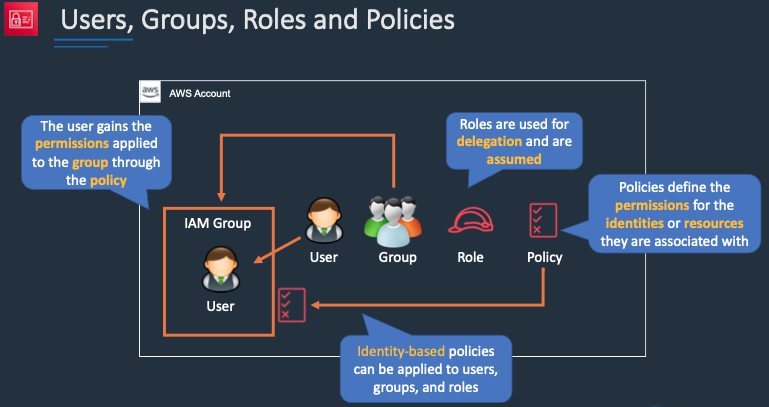 Users, Groups, Roles and Policies
aws
AWS Account
The user gains the
permissions applied
to the group through
the policy
Roles are used for
delegation and are
assumed
Policies define the
permissions for the
identities or resources
they are associated with
IAM Group
User
User
Group
Role
Policy
Identity-based policies
can be applied to users,
groups, and roles